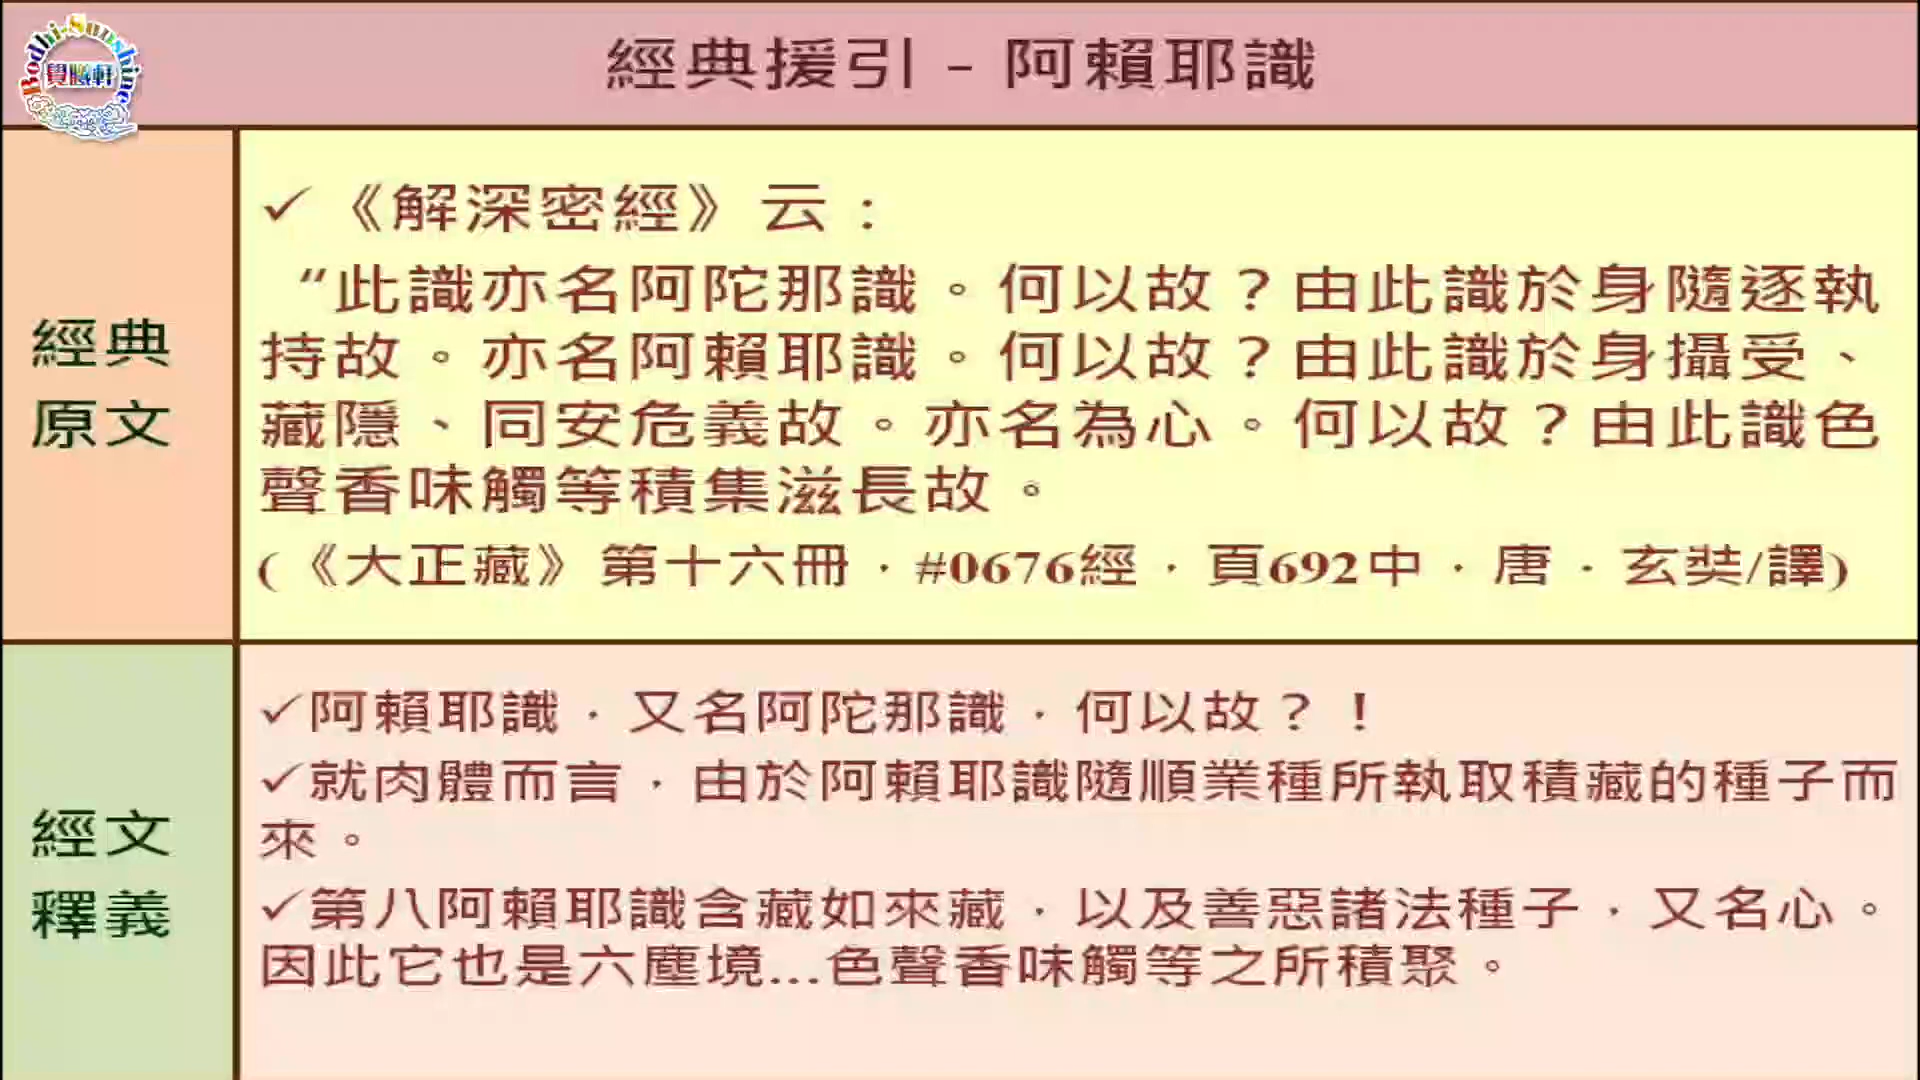 Bodhi-Sunshine
覺牖軒
經典援引 - 阿賴耶識
經典
原文
✓《解深密經》云：
“此識亦名阿陀那識。何以故？由此識於身隨逐執
持故。亦名阿賴耶識。何以故？由此識於身攝受、
藏隱、同安危義故。亦名為心。何以故？由此識色
聲香味觸等積集滋長故。
(《大正藏》第十六冊，#0676經，頁692中，唐．玄奘/譯)
經文
釋義
✓阿賴耶識，又名阿陀那識，何以故？！
✓就肉體而言，由於阿賴耶識隨順業種所執取積藏的種子而
來。
✓第八阿賴耶識含藏如來藏，以及善惡諸法種子，又名心。
因此它也是六塵境...色聲香味觸等之所積聚。